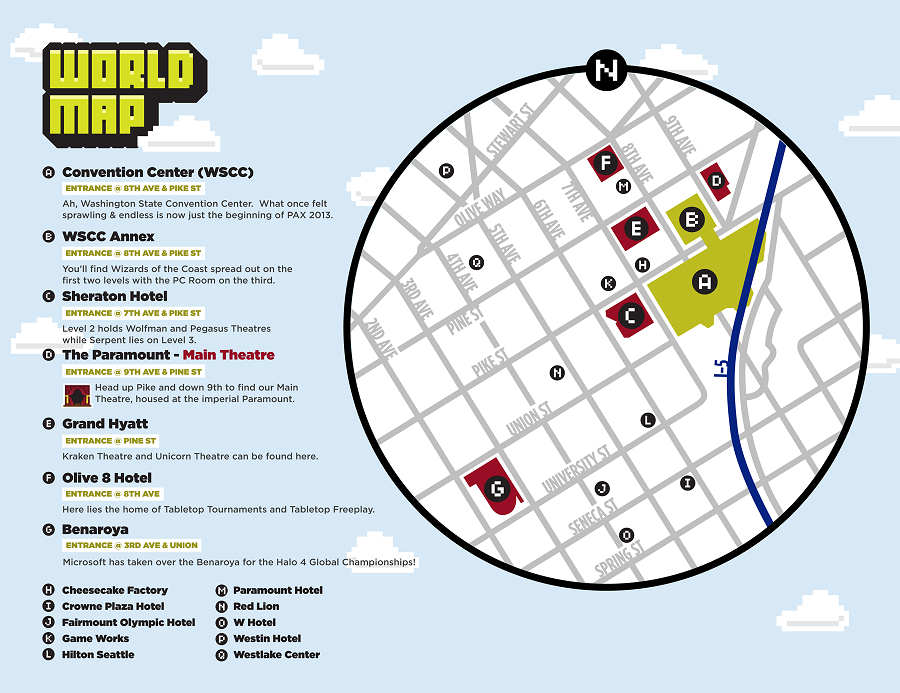 WORLD
MAP
A Convention Center (WSCC)
ENTRANCE @ 8TH AVE & PIKE ST
Ah, Washington State Convention Center. What once felt
sprawling & endless is now just the beginning of PAX 2013.
B WSCC Annex
ENTRANCE @ 8TH AVE & PIKE ST
You'll find Wizards of the Coast spread out on the
first two levels with the PC Room on the third.
C Sheraton Hotel
ENTRANCE @ 7TH AVE & PIKE ST
Level 2 holds Wolfman and Pegasus Theatres
while Serpent lies on Level 3.
D The Paramount - Main Theatre
ENTRANCE @ 9TH AVE & PINE ST
Head up Pike and down 9th to find our Main
Theatre, housed at the imperial Paramount.
E Grand Hyatt
ENTRANCE @ PINE ST
Kraken Theatre and Unicorn Theatre can be found here.
F Olive 8 Hotel
ENTRANCE @ 8TH AVE
Here lies the home of Tabletop Tournaments and Tabletop Freeplay.
G Benaroya
ENTRANCE @ 3RD AVE & UNION
Microsoft has taken over the Benaroya for the Halo 4 Global Championships!
H Cheesecake Factory
I Crowne Plaza Hotel
J Fairmount Olympic Hotel
K Game Works
L Hilton Seattle
M Paramount Hotel
N Red Lion
O W Hotel
P Westin Hotel
Q Westlake Center
N
STEWART ST
9TH AVE
8TH AVE
F
P
M
D
7TH AVE
OLIVE WAY
6TH AVE
B
E
5TH AVE
Q
H
4TH AVE
K
A
3RD AVE
C
PINE ST
2ND AVE
PIKE ST
I-5
N
UNION ST
L
UNIVERSITY ST
G
J
I
SENECA ST
O
SPRING ST